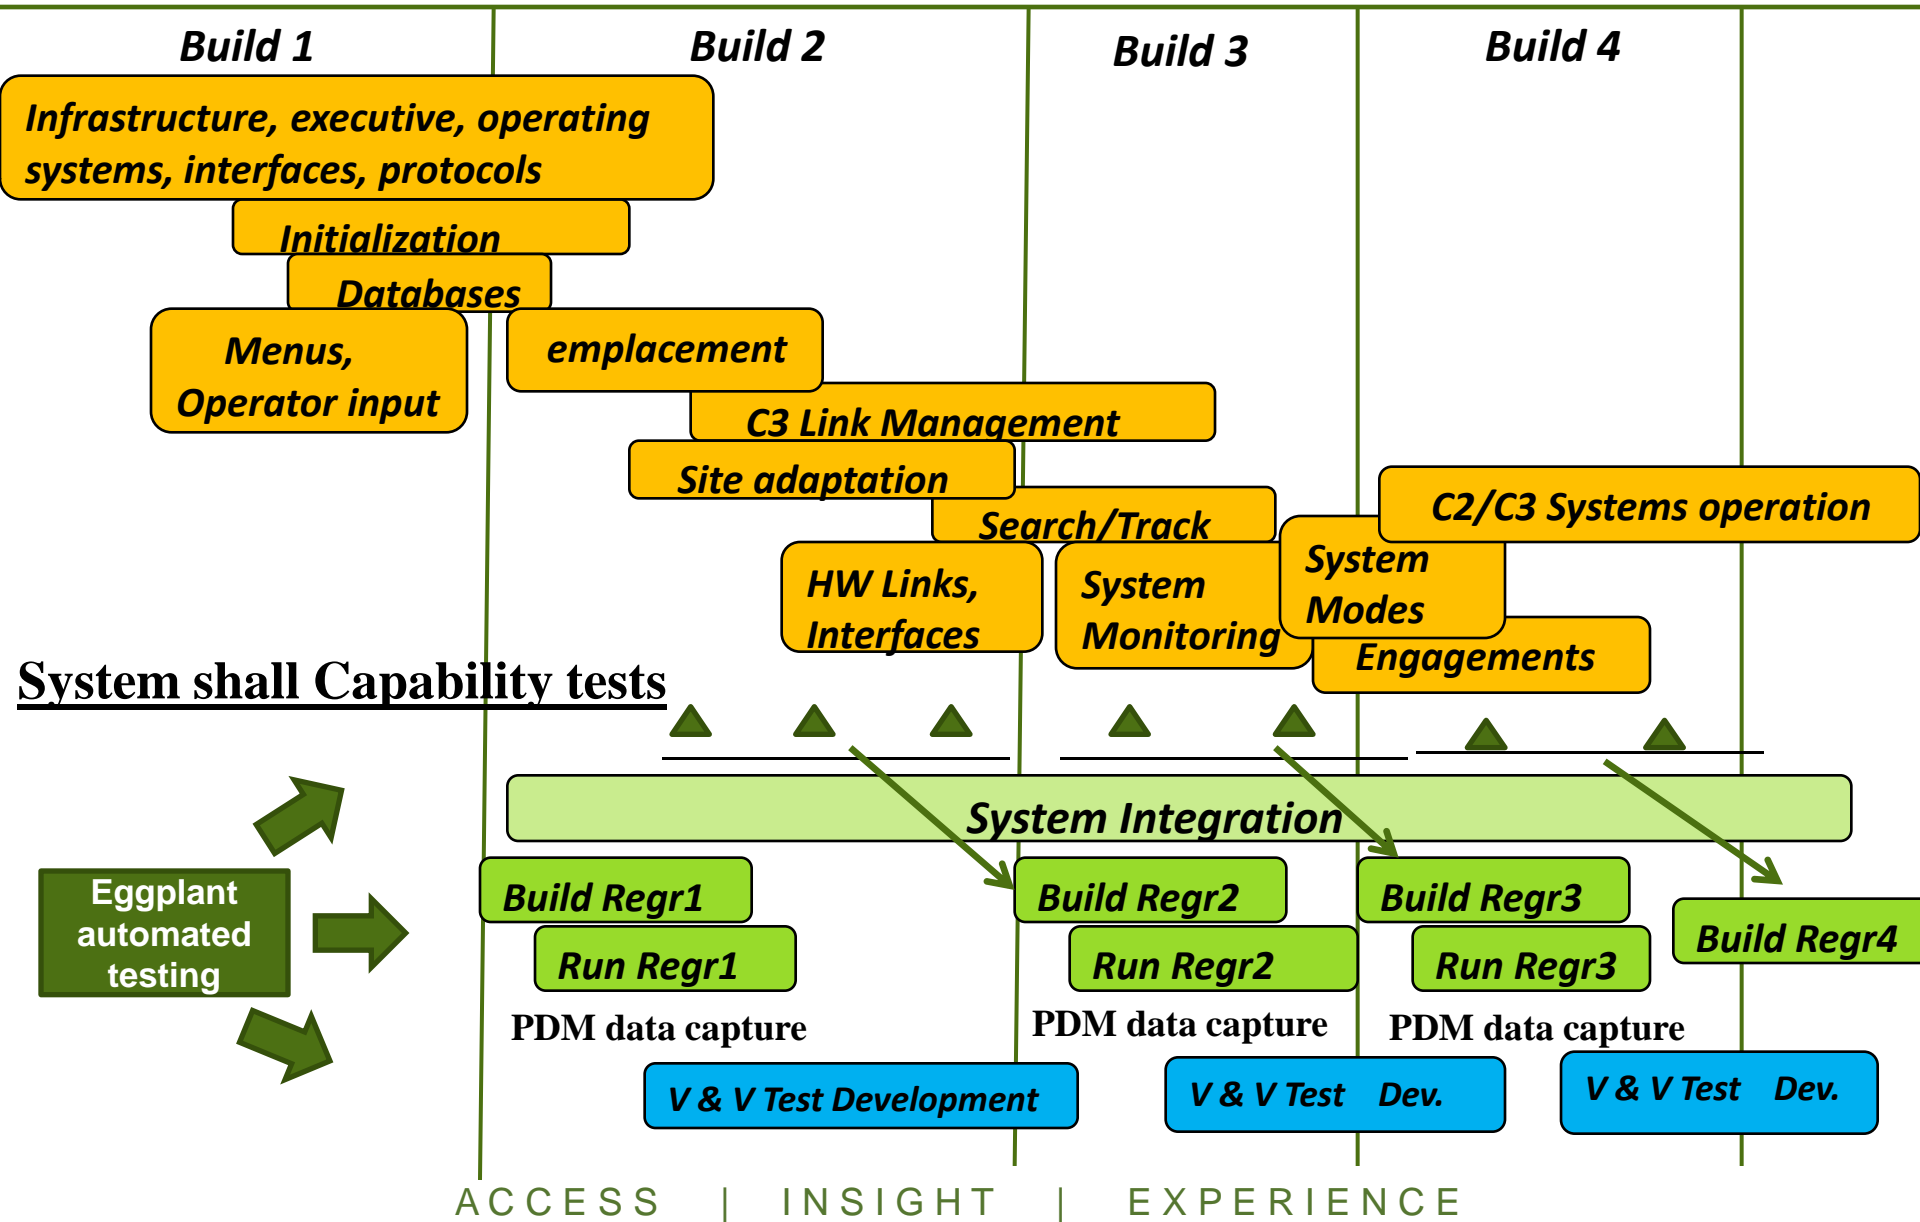 Build 1
Build 2
Build 3
Build 4
Infrastructure, executive, operating
systems, interfaces, protocols
Initialization
Databases
Menus,
Operator input
emplacement
C3 Link Management
Site adaptation
Search/Track
HW Links,
Interfaces
System
Monitoring
System
Modes
C2/C3 Systems operation
Engagements
System shall Capability tests
System Integration
Eggplant
automated
testing
Build Regr1
Run Regr1
PDM data capture
Build Regr2
Run Regr2
PDM data capture
Build Regr3
Run Regr3
PDM data capture
Build Regr4
V & V Test Development
V & V Test Dev.
V & V Test Dev.
ACCESS | INSIGHT | EXPERIENCE